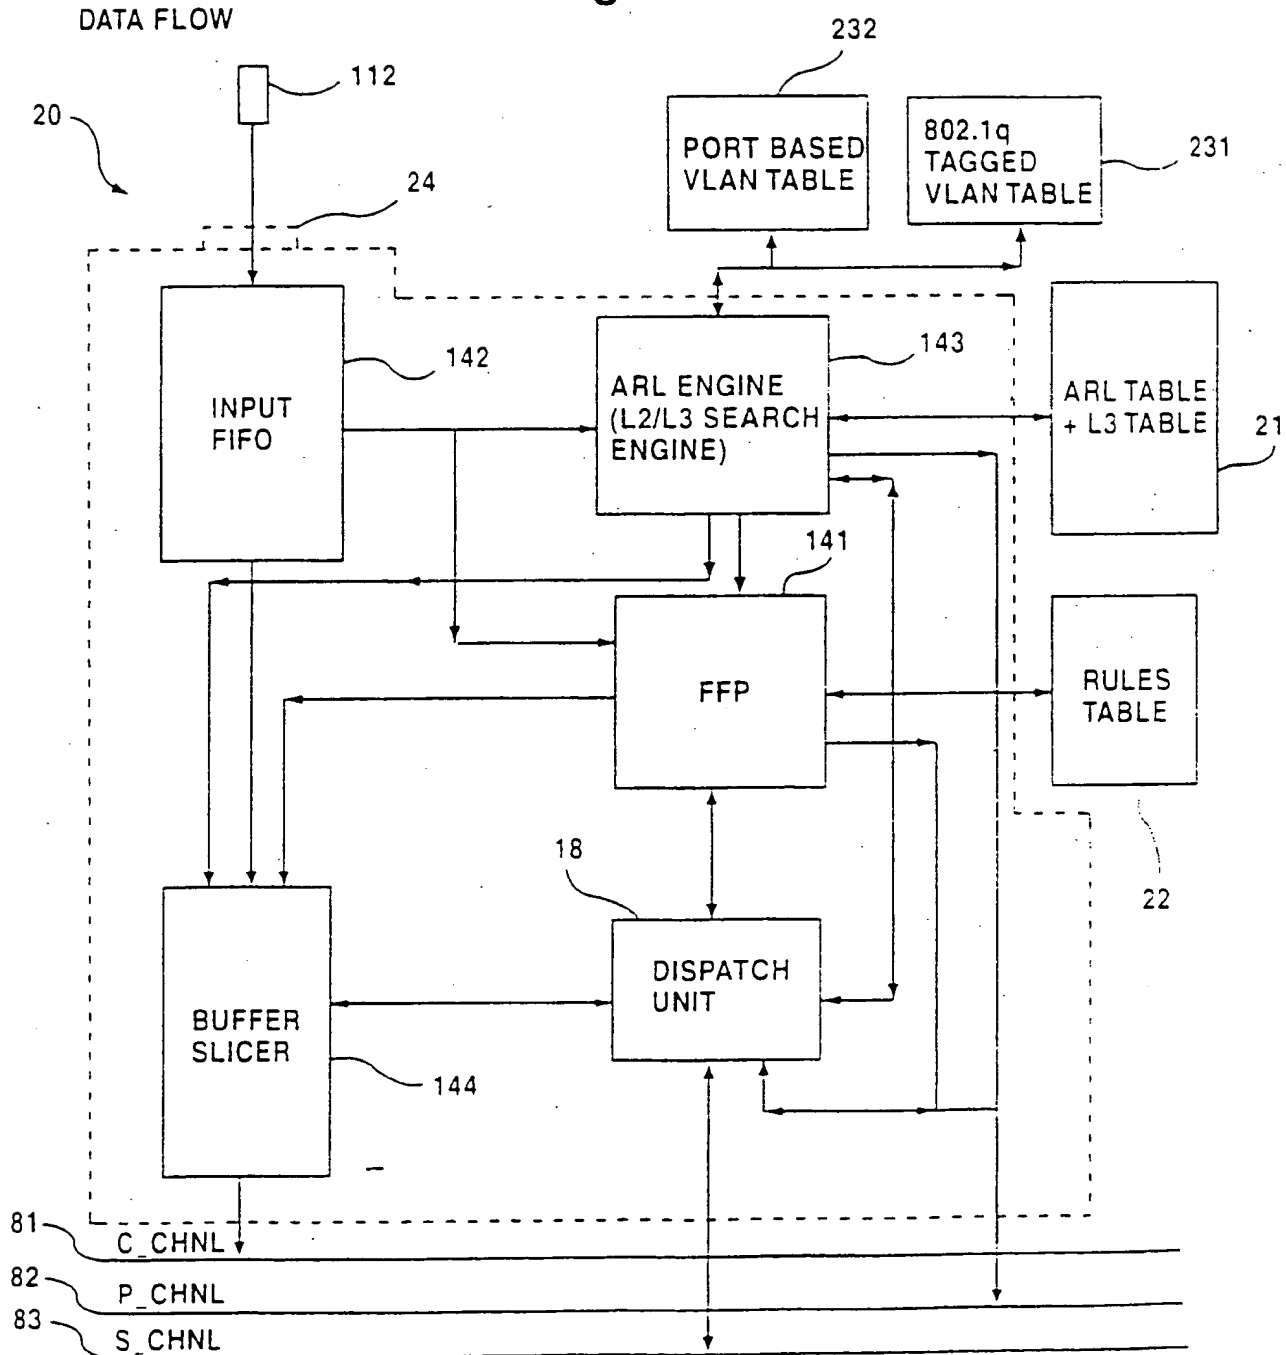 DATA FLOW
232
112
20
PORT BASED
VLAN TABLE
802.1q
TAGGED
VLAN TABLE
231
24
142
INPUT
FIFO
ARL ENGINE
(L2/L3 SEARCH
ENGINE)
143
ARL TABLE
+ L3 TABLE
21
141
FFP
RULES
TABLE
22
18
DISPATCH
UNIT
BUFFER
SLICER
144
81
C_CHNL
82
P_CHNL
83
S_CHNL